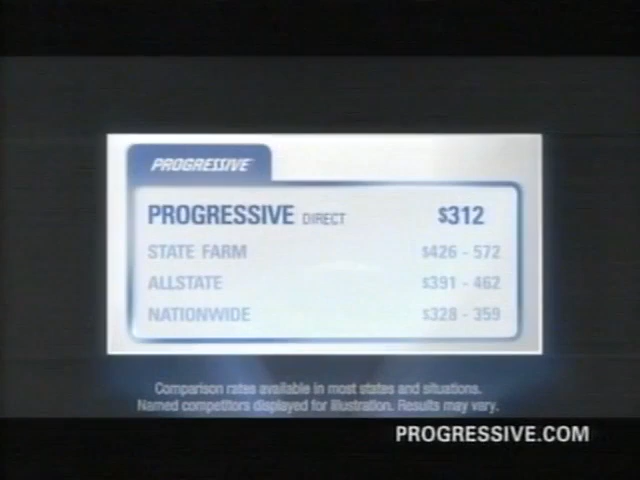 PROGRESSIVE
PROGRESSIVE DIRECT $312
STATE FARM $426 - 572
ALLSTATE $391 - 462
NATIONWIDE $328 - 359
Comparison rates available in most states and situations.
Named competitors displayed for illustration. Results may vary.
PROGRESSIVE.COM